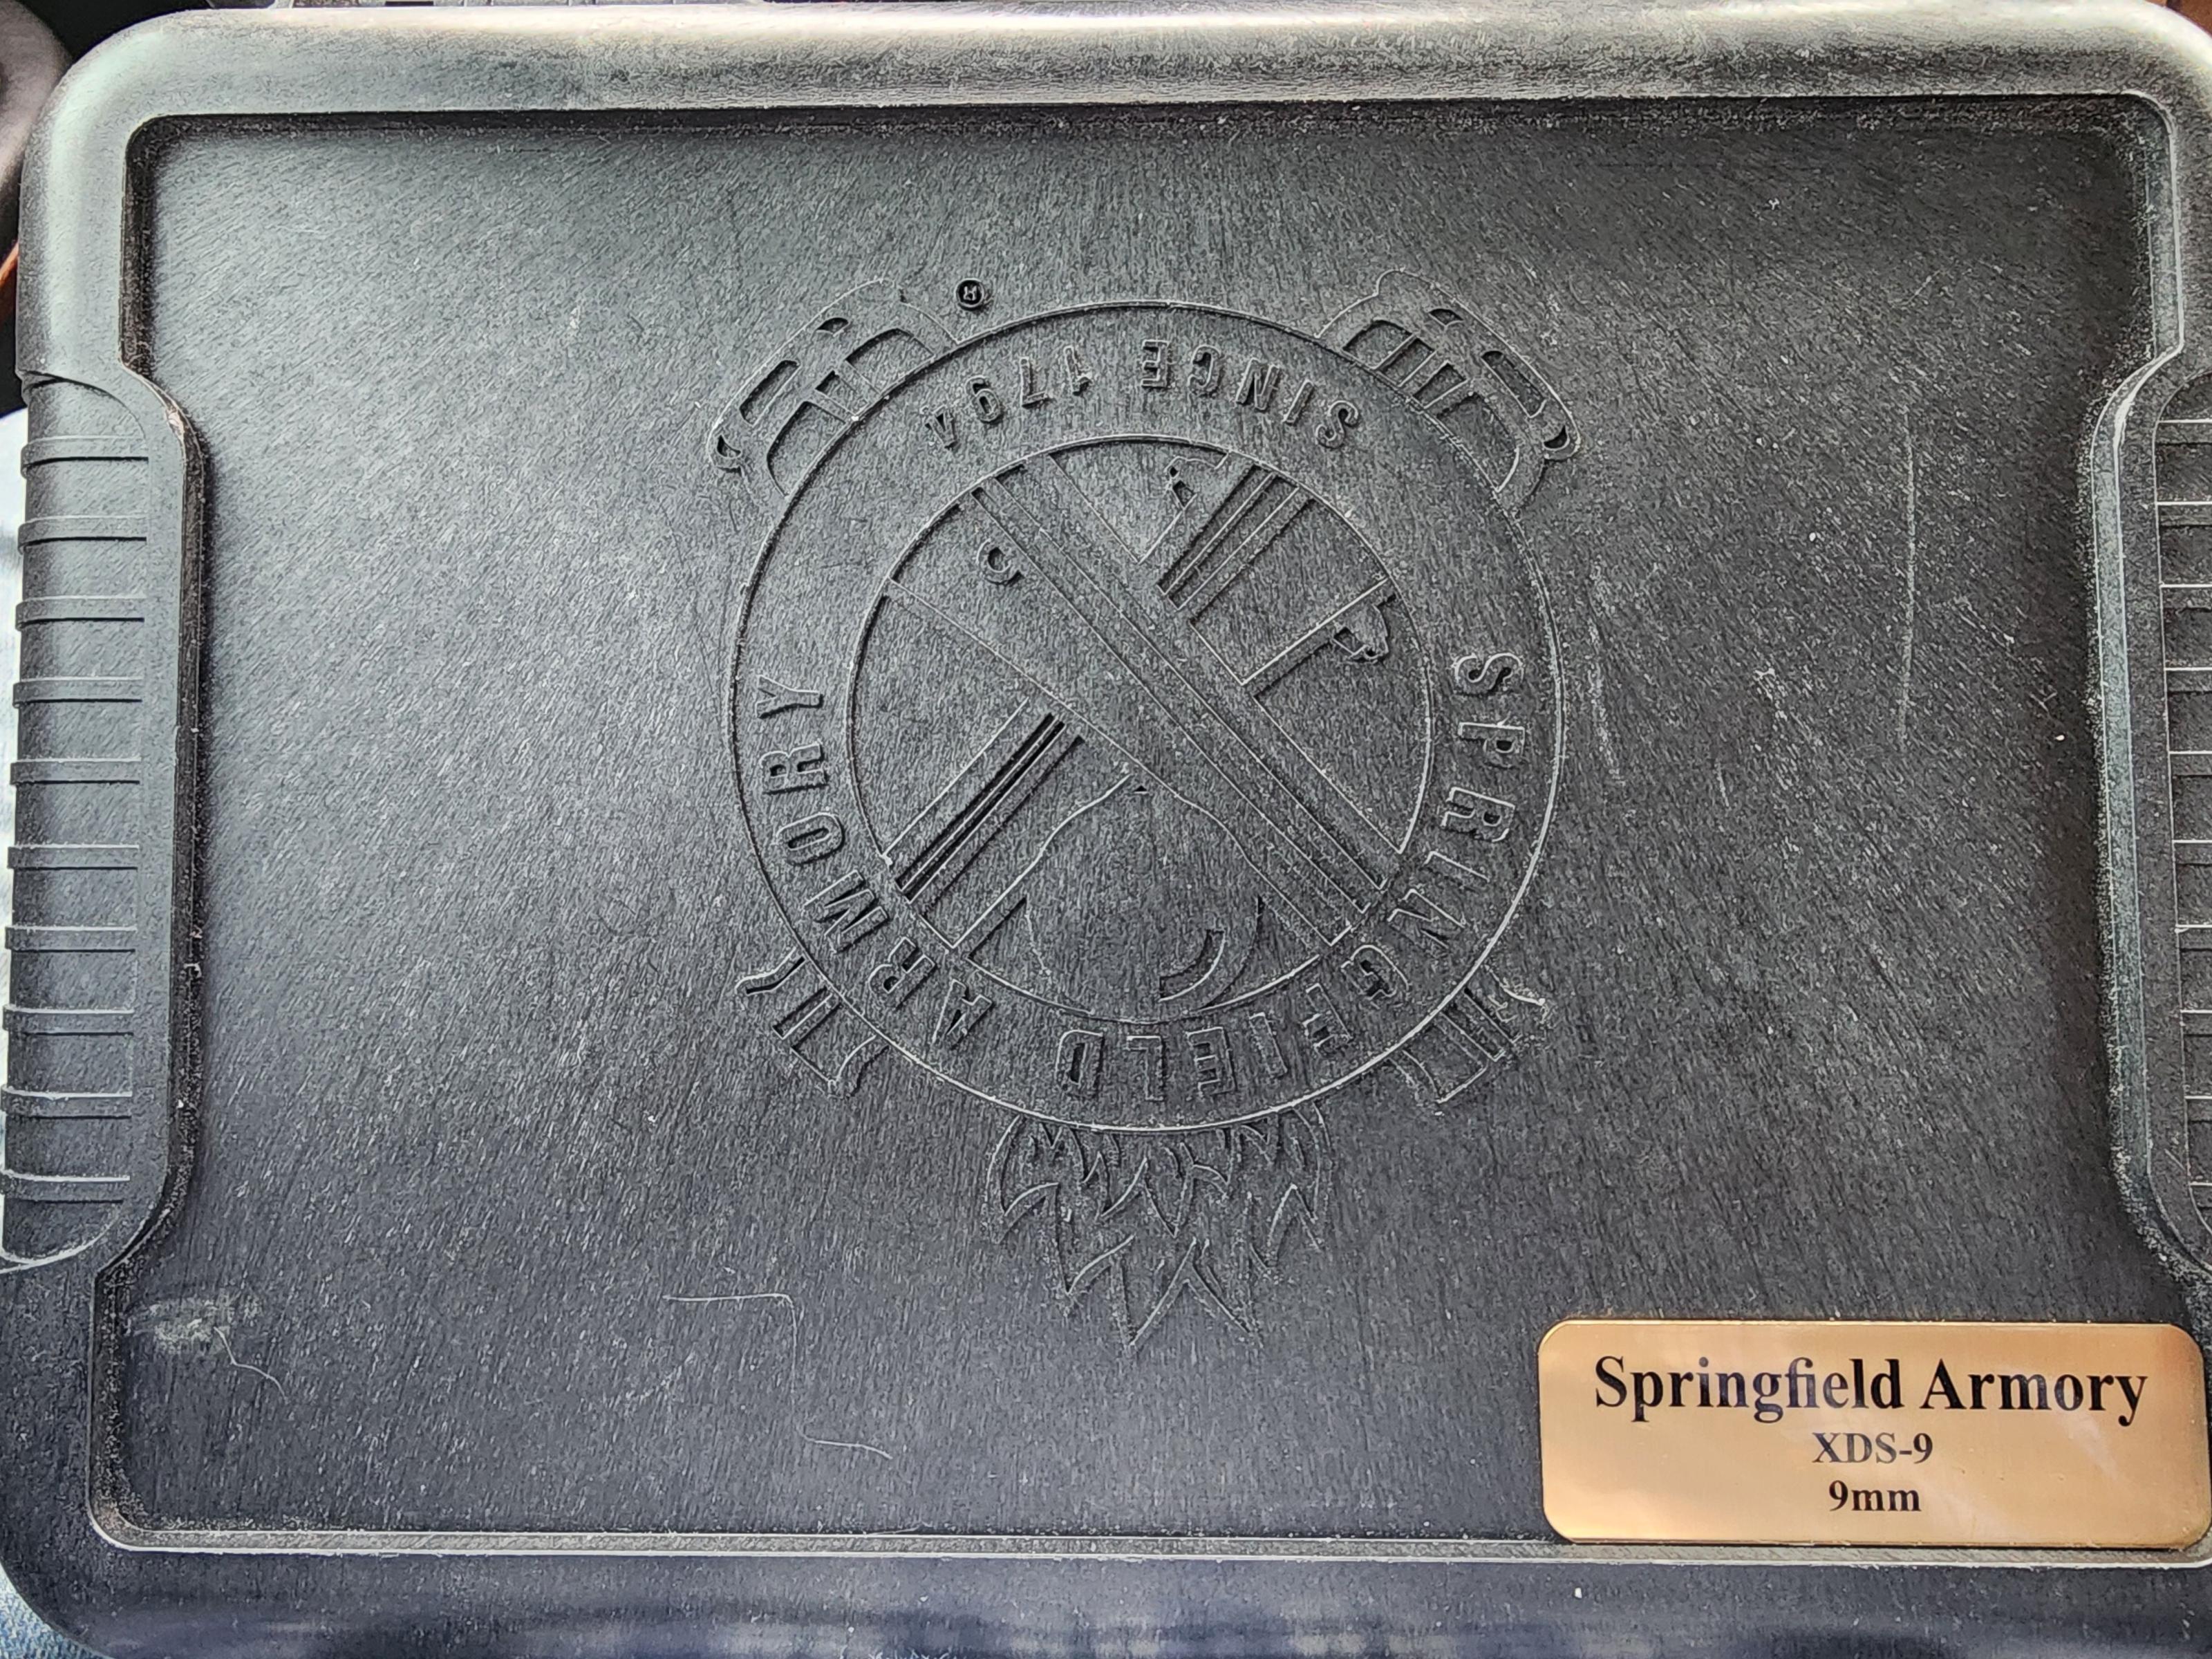 SPRINGFIELD ARMORY
SINCE 1794
®
Springfield Armory
XDS-9
9mm